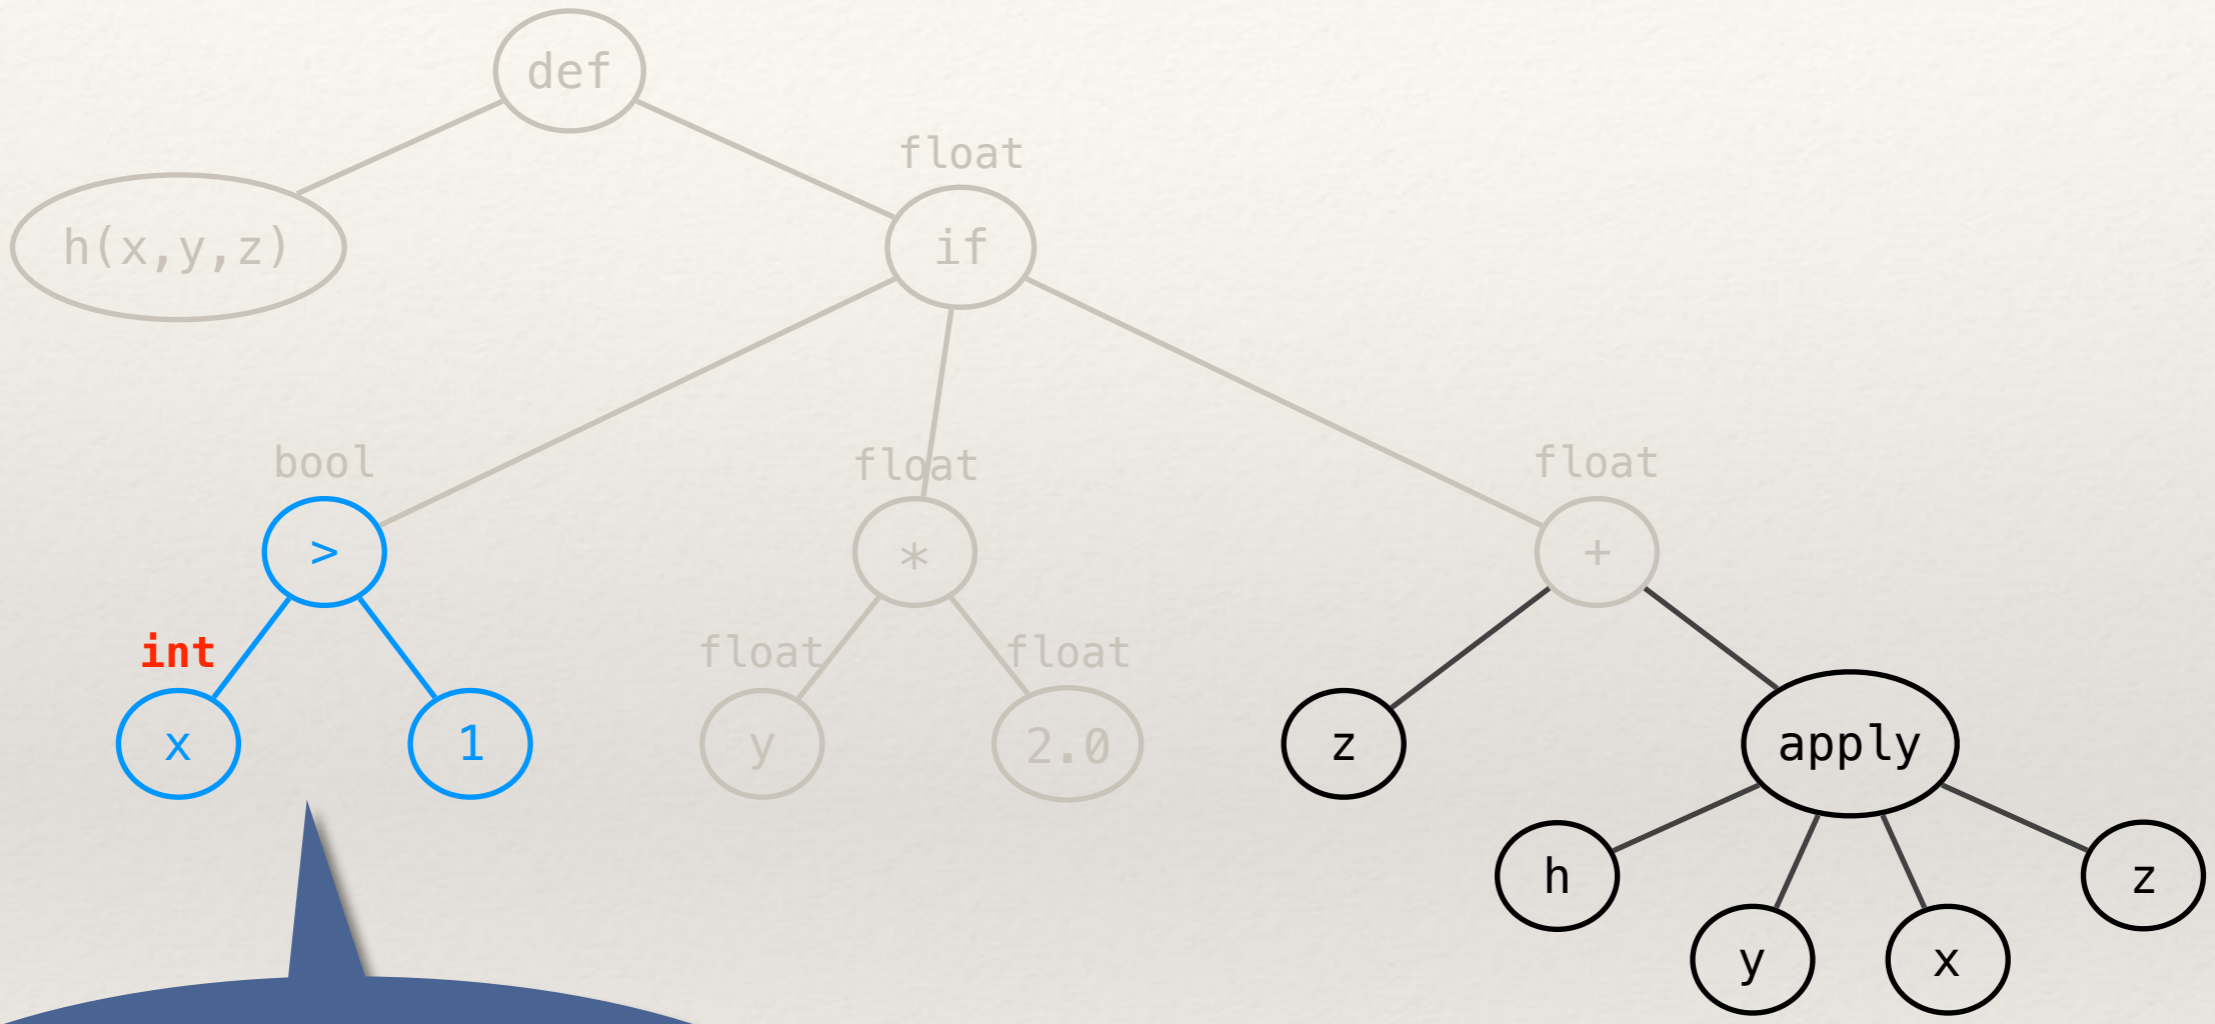 def
float
h(x,y,z)
if
bool
float
float
>
*
+
int
float
float
x
1
y
2.0
z
apply
h
z
y
x